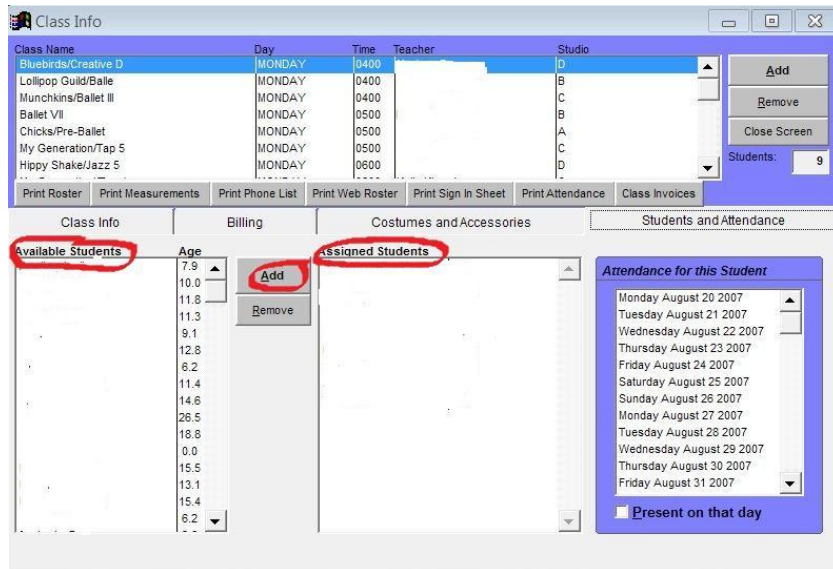 Class Info
Class Name Day Time Teacher Studio
Bluebirds/Creative D MONDAY 0400 D
Lollipop Guild/Balle MONDAY 0400 B
Munchkins/Ballet III MONDAY 0400 C
Ballet VII MONDAY 0500 B
Chicks/Pre-Ballet MONDAY 0500 A
My Generation/Tap 5 MONDAY 0500 C
Hippy Shake/Jazz 5 MONDAY 0600 D
Add
Remove
Close Screen
Students: 9
Print Roster Print Measurements Print Phone List Print Web Roster Print Sign In Sheet Print Attendance Class Invoices
Class Info Billing Costumes and Accessories Students and Attendance
Available Students Age
7.9
10.0
11.8
11.3
9.1
12.8
6.2
11.4
14.6
26.5
18.8
0.0
15.5
13.1
15.4
6.2
Add
Remove
Assigned Students
Attendance for this Student
Monday August 20 2007
Tuesday August 21 2007
Wednesday August 22 2007
Thursday August 23 2007
Friday August 24 2007
Saturday August 25 2007
Sunday August 26 2007
Monday August 27 2007
Tuesday August 28 2007
Wednesday August 29 2007
Thursday August 30 2007
Friday August 31 2007
Present on that day